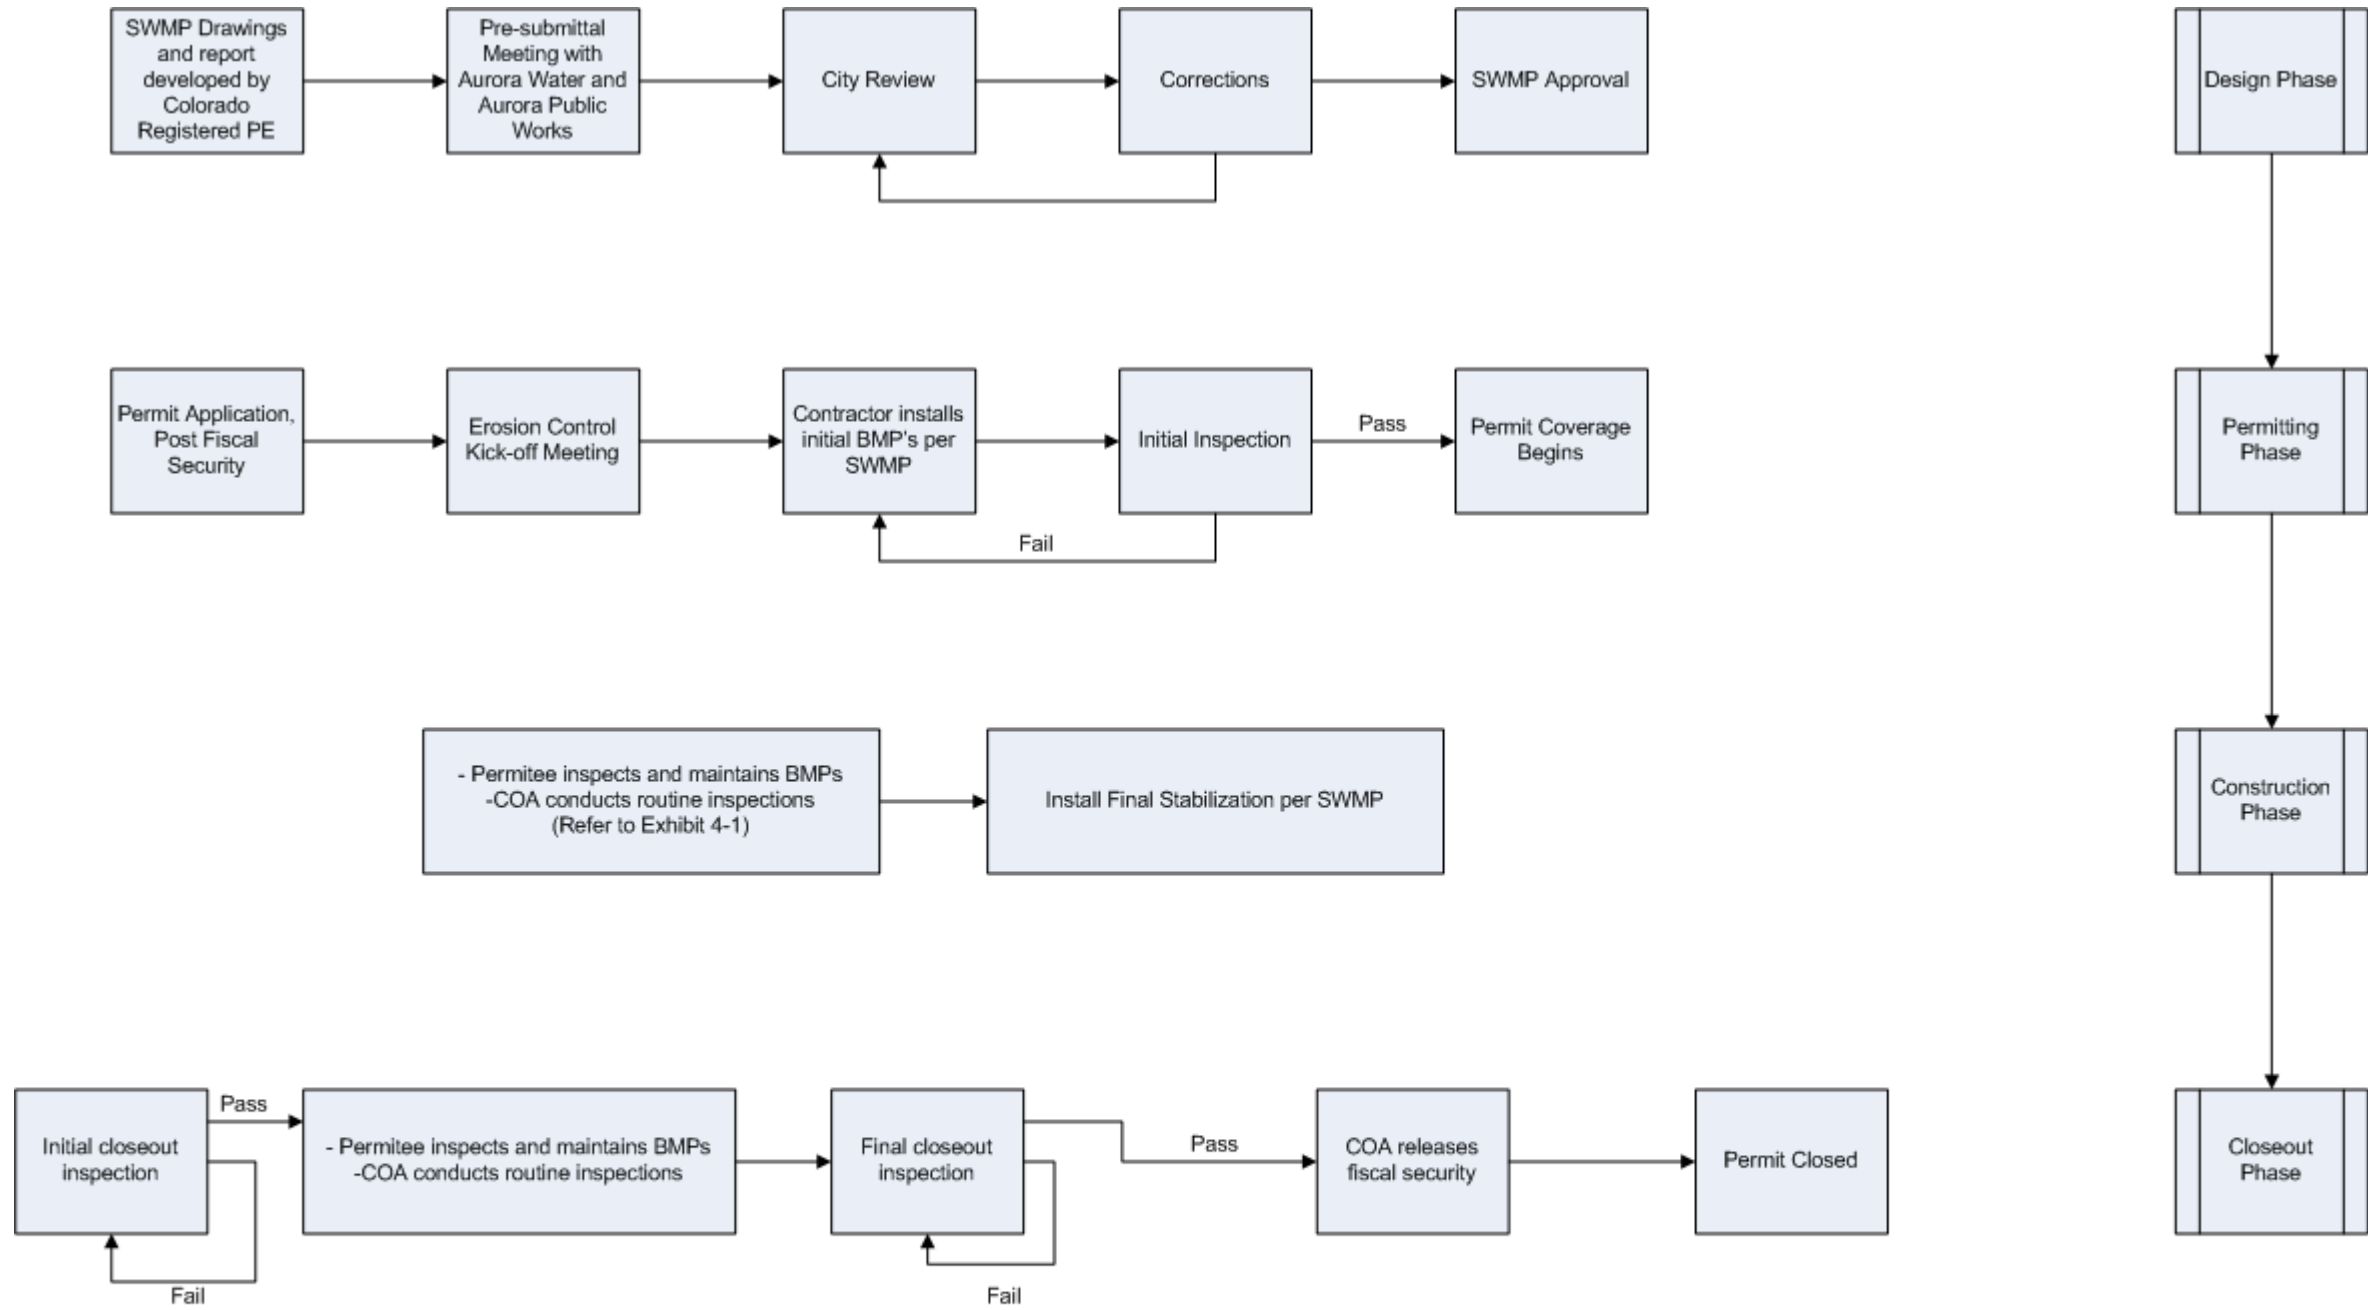 SWMP Drawings
and report
developed by
Colorado
Registered PE
Pre-submittal
Meeting with
Aurora Water and
Aurora Public
Works
City Review
Corrections
SWMP Approval
Design Phase
Permit Application,
Post Fiscal
Security
Erosion Control
Kick-off Meeting
Contractor installs
initial BMP's per
SWMP
Initial Inspection
Pass
Permit Coverage
Begins
Fail
Permitting
Phase
- Permitee inspects and maintains BMPs
-COA conducts routine inspections
(Refer to Exhibit 4-1)
Install Final Stabilization per SWMP
Construction
Phase
Initial closeout
inspection
Pass
Fail
- Permitee inspects and maintains BMPs
-COA conducts routine inspections
Final closeout
inspection
Pass
Fail
COA releases
fiscal security
Permit Closed
Closeout
Phase